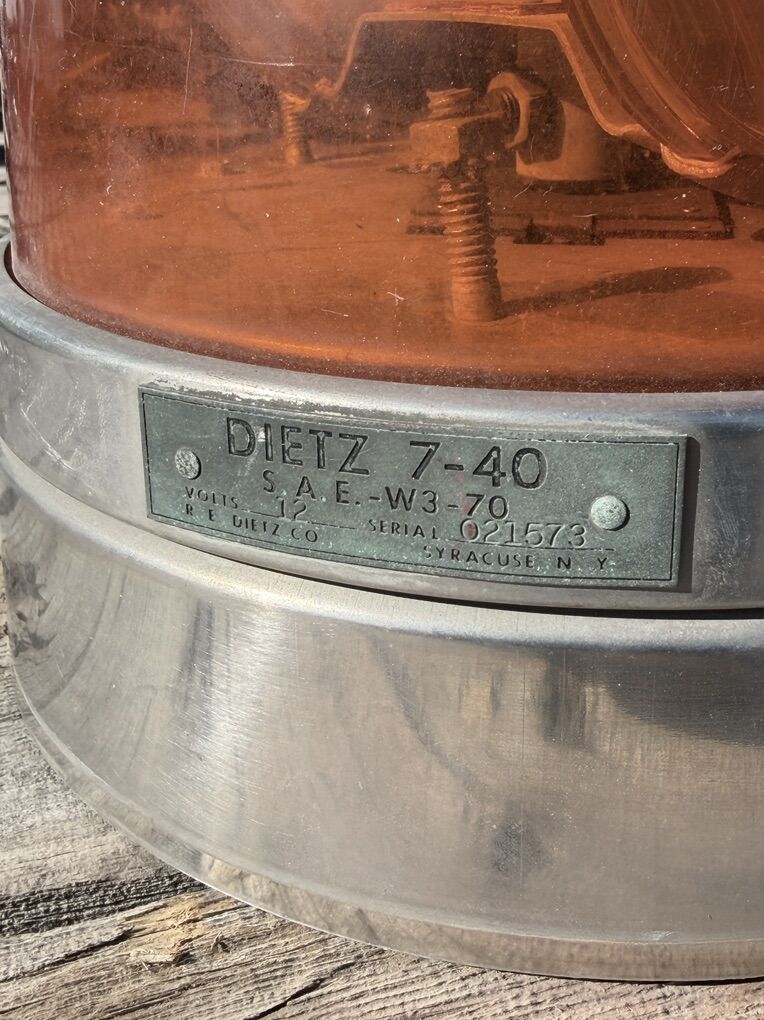 DIETZ 7-40
S. A. E. -W3-70
VOLTS 12 SERIAL 021573
R E DIETZ CO SYRACUSE, N Y